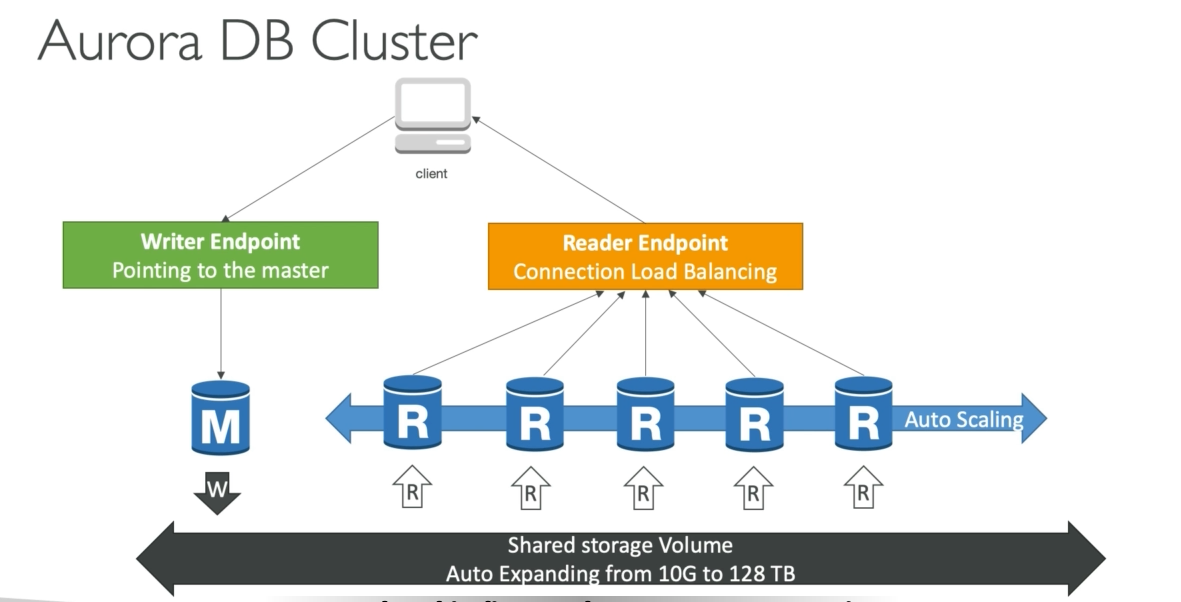 Aurora DB Cluster
client
Writer Endpoint
Pointing to the master
Reader Endpoint
Connection Load Balancing
M
R
R
R
R
R
Auto Scaling
W
R
R
R
R
R
Shared storage Volume
Auto Expanding from 10G to 128 TB